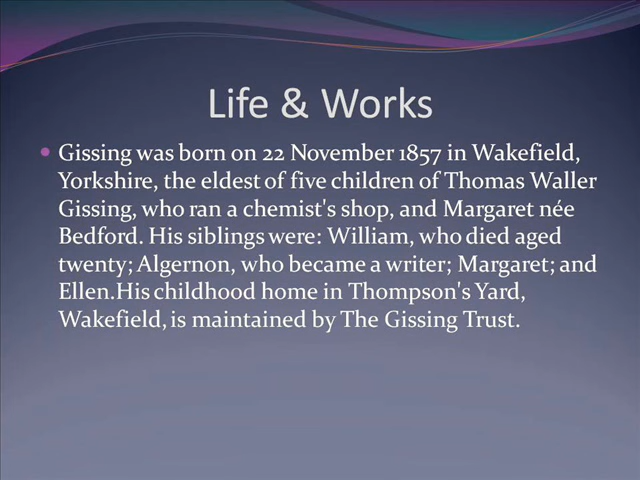 Life & Works
• Gissing was born on 22 November 1857 in Wakefield,
Yorkshire, the eldest of five children of Thomas Waller
Gissing, who ran a chemist's shop, and Margaret née
Bedford. His siblings were: William, who died aged
twenty; Algernon, who became a writer; Margaret; and
Ellen.His childhood home in Thompson's Yard,
Wakefield, is maintained by The Gissing Trust.